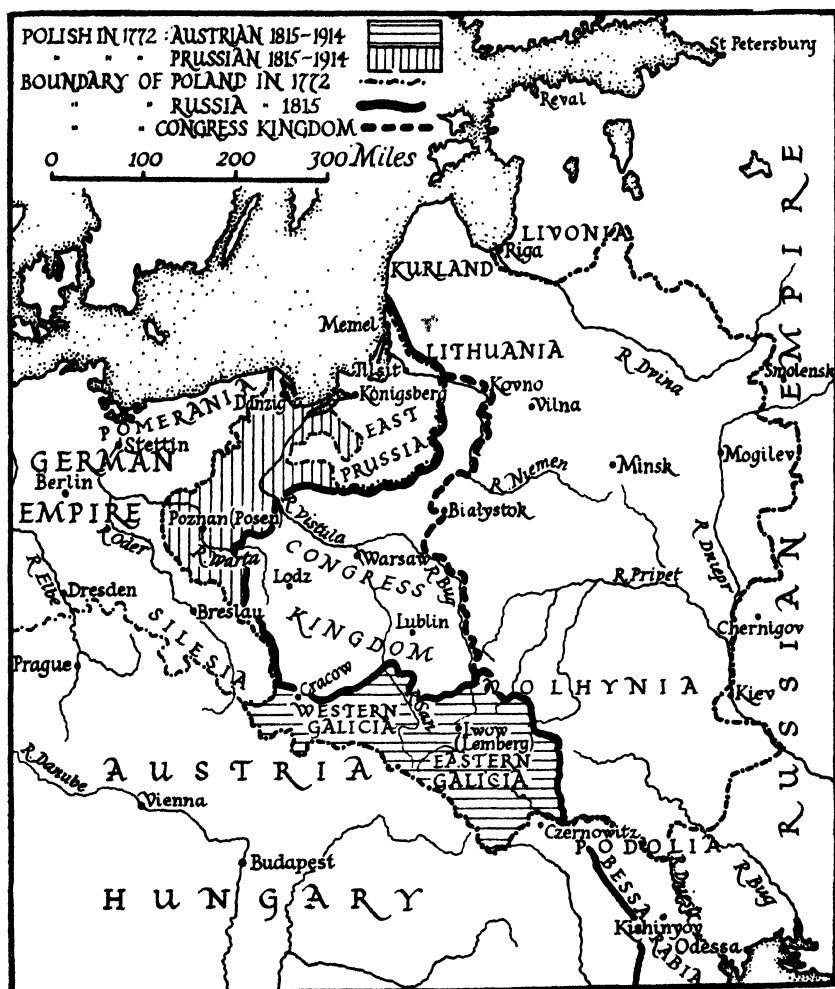 POLISH IN 1772 : AUSTRIAN 1815-1914
" " " PRUSSIAN 1815-1914
BOUNDARY OF POLAND IN 1772
" " RUSSIA " 1815
" " CONGRESS KINGDOM
0 100 200 300 Miles
St Petersburg
Reval
LIVONIA
Riga
KURLAND
Memel
LITHUANIA
R Dvina
Tilsit
Smolensk
Königsberg
Kovno
Vilna
POMERANIA
Danzig
EAST
PRUSSIA
Stettin
GERMAN
EMPIRE
Berlin
Mogilev
R Niemen
Minsk
Białystok
Poznan (Posen)
R Vistula
R Oder
R Warta
CONGRESS
KINGDOM
Warsaw
R Bug
R Dniepr
R Elbe
Dresden
Lodz
R Pripet
Breslau
Lublin
Chernigov
SILESIA
Prague
Cracow
VOLHYNIA
Kiev
RUSSIAN EMPIRE
WESTERN
GALICIA
R San
Lwow
(Lemberg)
EASTERN
GALICIA
AUSTRIA
R Danube
Vienna
Czernowitz
PODOLIA
Budapest
BESSARABIA
R Dniestr
R Bug
HUNGARY
Kishinyov
Odessa